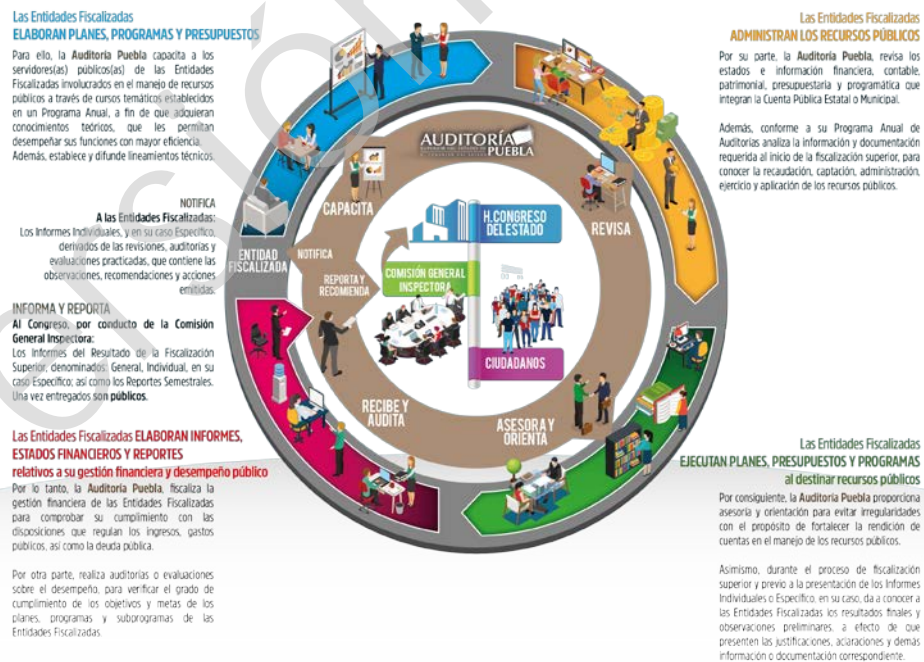 Las Entidades Fiscalizadas
ELABORAN PLANES, PROGRAMAS Y PRESUPUESTOS
Para ello, la Auditoría Puebla capacita a los
servidores(as) públicos(as) de las Entidades
Fiscalizadas involucrados en el manejo de recursos
públicos a través de cursos temáticos establecidos
en un Programa Anual, a fin de que adquieran
conocimientos teóricos, que les permitan
desempeñar sus funciones con mayor eficiencia.
Además, establece y difunde lineamientos técnicos.
NOTIFICA
A las Entidades Fiscalizadas:
Los Informes Individuales, y en su caso Específico,
derivados de las revisiones, auditorías y
evaluaciones practicadas, que contiene las
observaciones, recomendaciones y acciones
emitidas.
INFORMA Y REPORTA
Al Congreso, por conducto de la Comisión
General Inspectora:
Los Informes del Resultado de la Fiscalización
Superior, denominados: General, Individual, en su
caso Específico; así como los Reportes Semestrales.
Una vez entregados son públicos.
Las Entidades Fiscalizadas ELABORAN INFORMES,
ESTADOS FINANCIEROS Y REPORTES
relativos a su gestión financiera y desempeño público
Por lo tanto, la Auditoría Puebla, fiscaliza la
gestión financiera de las Entidades Fiscalizadas
para comprobar su cumplimiento con las
disposiciones que regulan los ingresos, gastos
públicos, así como la deuda pública.
Por otra parte, realiza auditorías o evaluaciones
sobre el desempeño, para verificar el grado de
cumplimiento de los objetivos y metas de los
planes, programas y subprogramas de las
Entidades Fiscalizadas.
AUDITORÍA
PUEBLA
CAPACITA
REVISA
H. CONGRESO
DEL ESTADO
ENTIDAD
FISCALIZADA
NOTIFICA
REPORTA Y
RECOMIENDA
COMISIÓN GENERAL
INSPECTORA
CIUDADANOS
RECIBE Y
AUDITA
ASESORA Y
ORIENTA
Las Entidades Fiscalizadas
ADMINISTRAN LOS RECURSOS PÚBLICOS
Por su parte, la Auditoría Puebla, revisa los
estados e información financiera, contable,
patrimonial, presupuestaria y programática que
integran la Cuenta Pública Estatal o Municipal.
Además, conforme a su Programa Anual de
Auditorías analiza la información y documentación
requerida al inicio de la fiscalización superior, para
conocer la recaudación, captación, administración,
ejercicio y aplicación de los recursos públicos.
Las Entidades Fiscalizadas
EJECUTAN PLANES, PRESUPUESTOS Y PROGRAMAS
al destinar recursos públicos
Por consiguiente, la Auditoría Puebla proporciona
asesoría y orientación para evitar irregularidades
con el propósito de fortalecer la rendición de
cuentas en el manejo de los recursos públicos.
Asimismo, durante el proceso de fiscalización
superior y previo a la presentación de los Informes
Individuales o Específico, en su caso, da a conocer a
las Entidades Fiscalizadas los resultados finales y
observaciones preliminares, a efecto de que
presenten las justificaciones, aclaraciones y demás
información o documentación correspondiente.